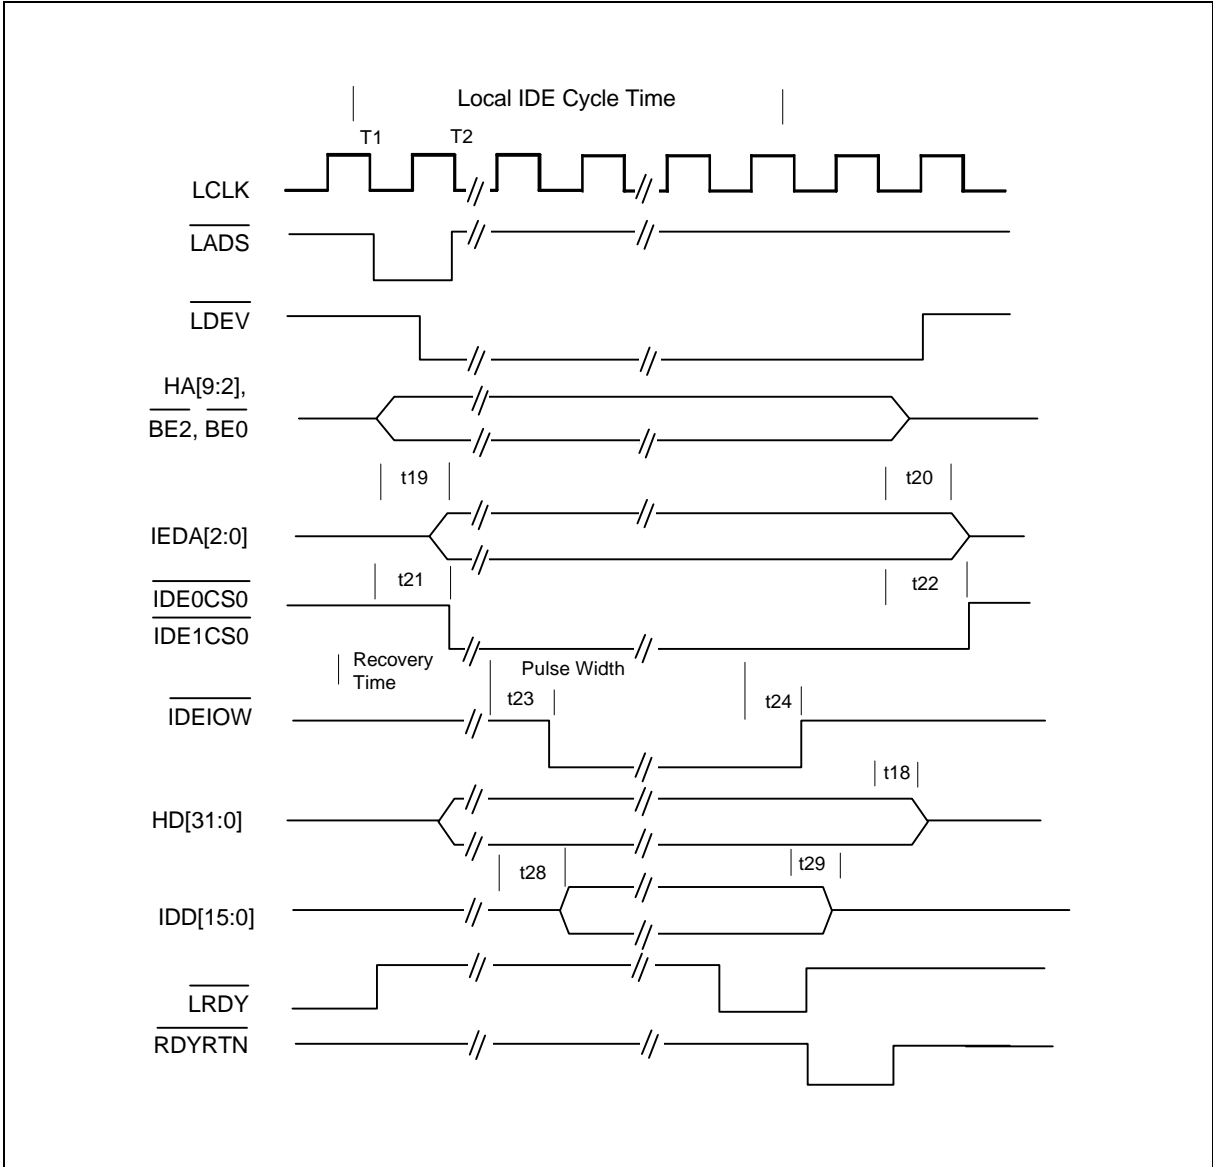 Local IDE Cycle Time
T1 T2
LCLK
LADS
LDEV
HA[9:2],
BE2, BE0
t19 t20
IEDA[2:0]
t21 t22
IDE0CS0
IDE1CS0
Recovery
Time
Pulse Width
t23 t24
IDEIOW
t18
HD[31:0]
t28 t29
IDD[15:0]
LRDY
RDYRTN